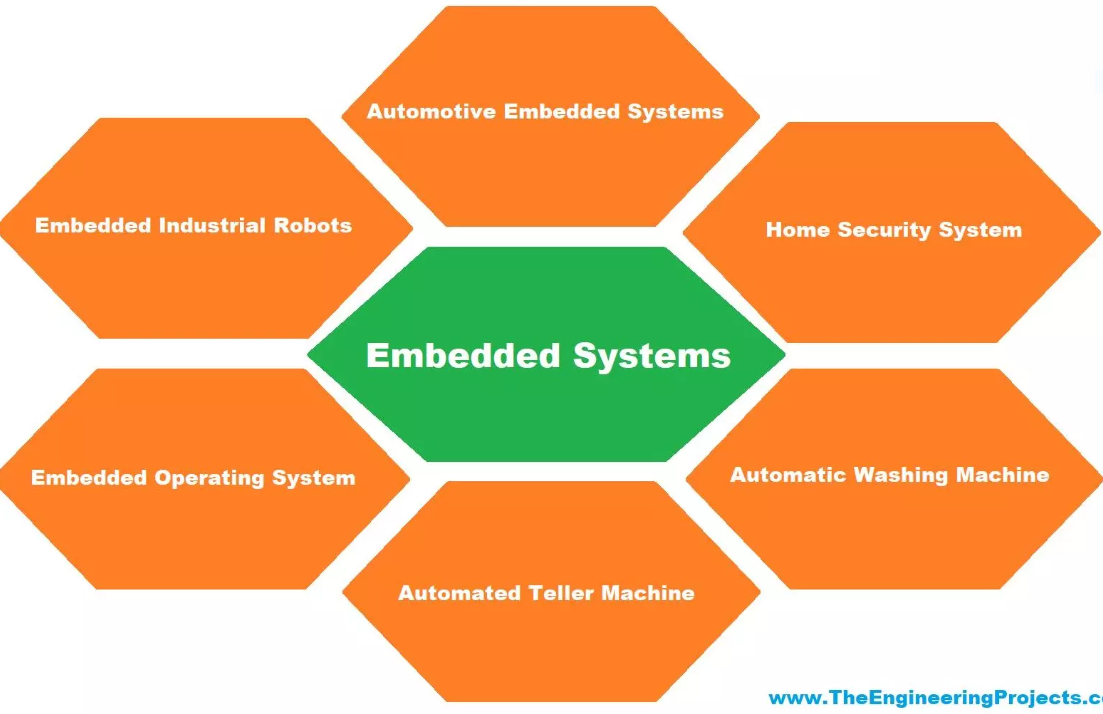 Automotive Embedded Systems
Embedded Industrial Robots
Home Security System
Embedded Systems
Embedded Operating System
Automatic Washing Machine
Automated Teller Machine
www.TheEngineeringProjects.co